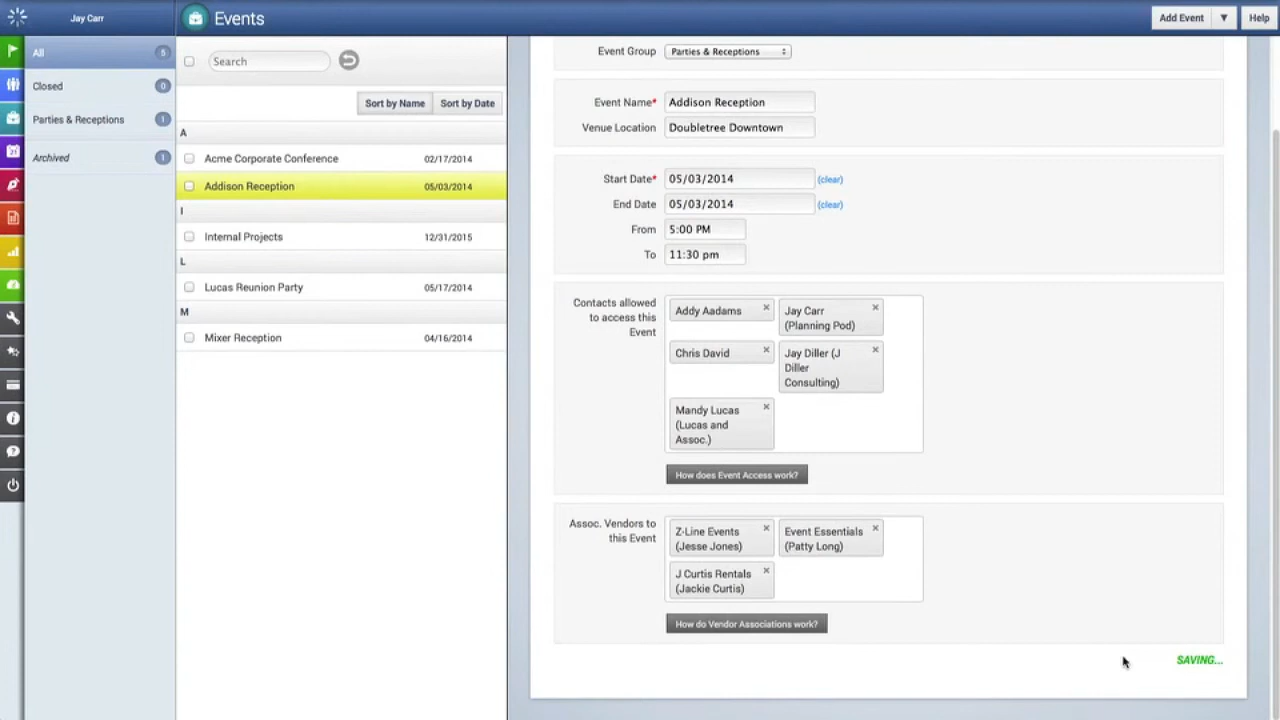 Jay Carr
Events
Add Event ▼
Help
All 5
Closed 0
Parties & Receptions 1
Archived 1
Search
Sort by Name Sort by Date
A
Acme Corporate Conference 02/17/2014
Addison Reception 05/03/2014
I
Internal Projects 12/31/2015
L
Lucas Reunion Party 05/17/2014
M
Mixer Reception 04/16/2014
Event Group Parties & Receptions
Event Name* Addison Reception
Venue Location Doubletree Downtown
Start Date* 05/03/2014 (clear)
End Date 05/03/2014 (clear)
From 5:00 PM
To 11:30 pm
Contacts allowed
to access this
Event
Addy Aadams ×
Jay Carr ×
(Planning Pod)
Chris David ×
Jay Diller (J ×
Diller
Consulting)
Mandy Lucas ×
(Lucas and
Assoc.)
How does Event Access work?
Assoc. Vendors to
this Event
Z-Line Events ×
(Jesse Jones)
Event Essentials ×
(Patty Long)
J Curtis Rentals ×
(Jackie Curtis)
How do Vendor Associations work?
SAVING...